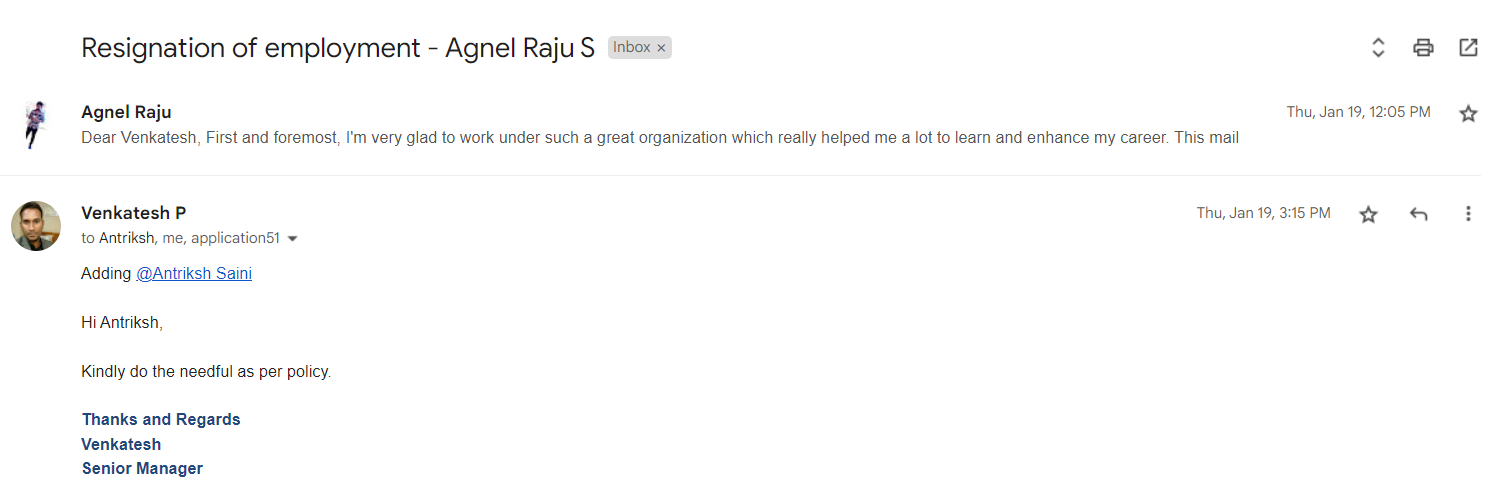 Resignation of employment - Agnel Raju S Inbox ×
Agnel Raju Thu, Jan 19, 12:05 PM
Dear Venkatesh, First and foremost, I'm very glad to work under such a great organization which really helped me a lot to learn and enhance my career. This mail
Venkatesh P Thu, Jan 19, 3:15 PM
to Antriksh, me, application51
Adding @Antriksh Saini
Hi Antriksh,
Kindly do the needful as per policy.
Thanks and Regards
Venkatesh
Senior Manager